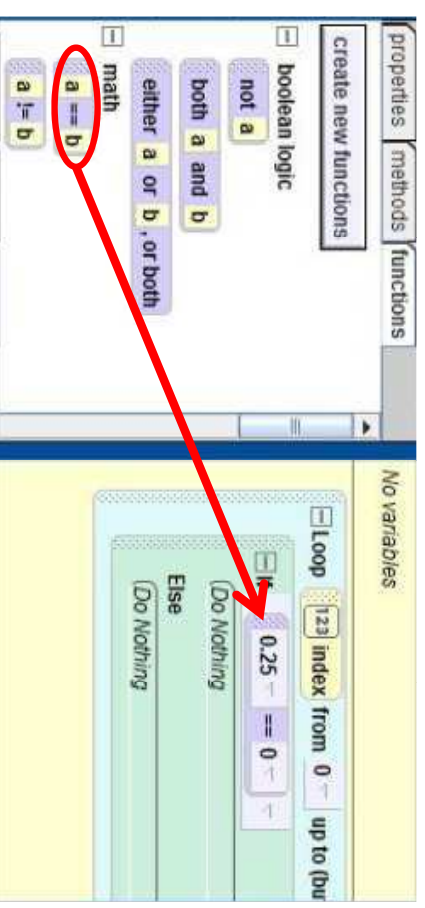 properties methods functions
create new functions
boolean logic
not a
both a and b
either a or b , or both
math
a == b
a != b
No variables
Loop 123 index from 0 up to (bu
0.25 == 0
(Do Nothing
Else
(Do Nothing